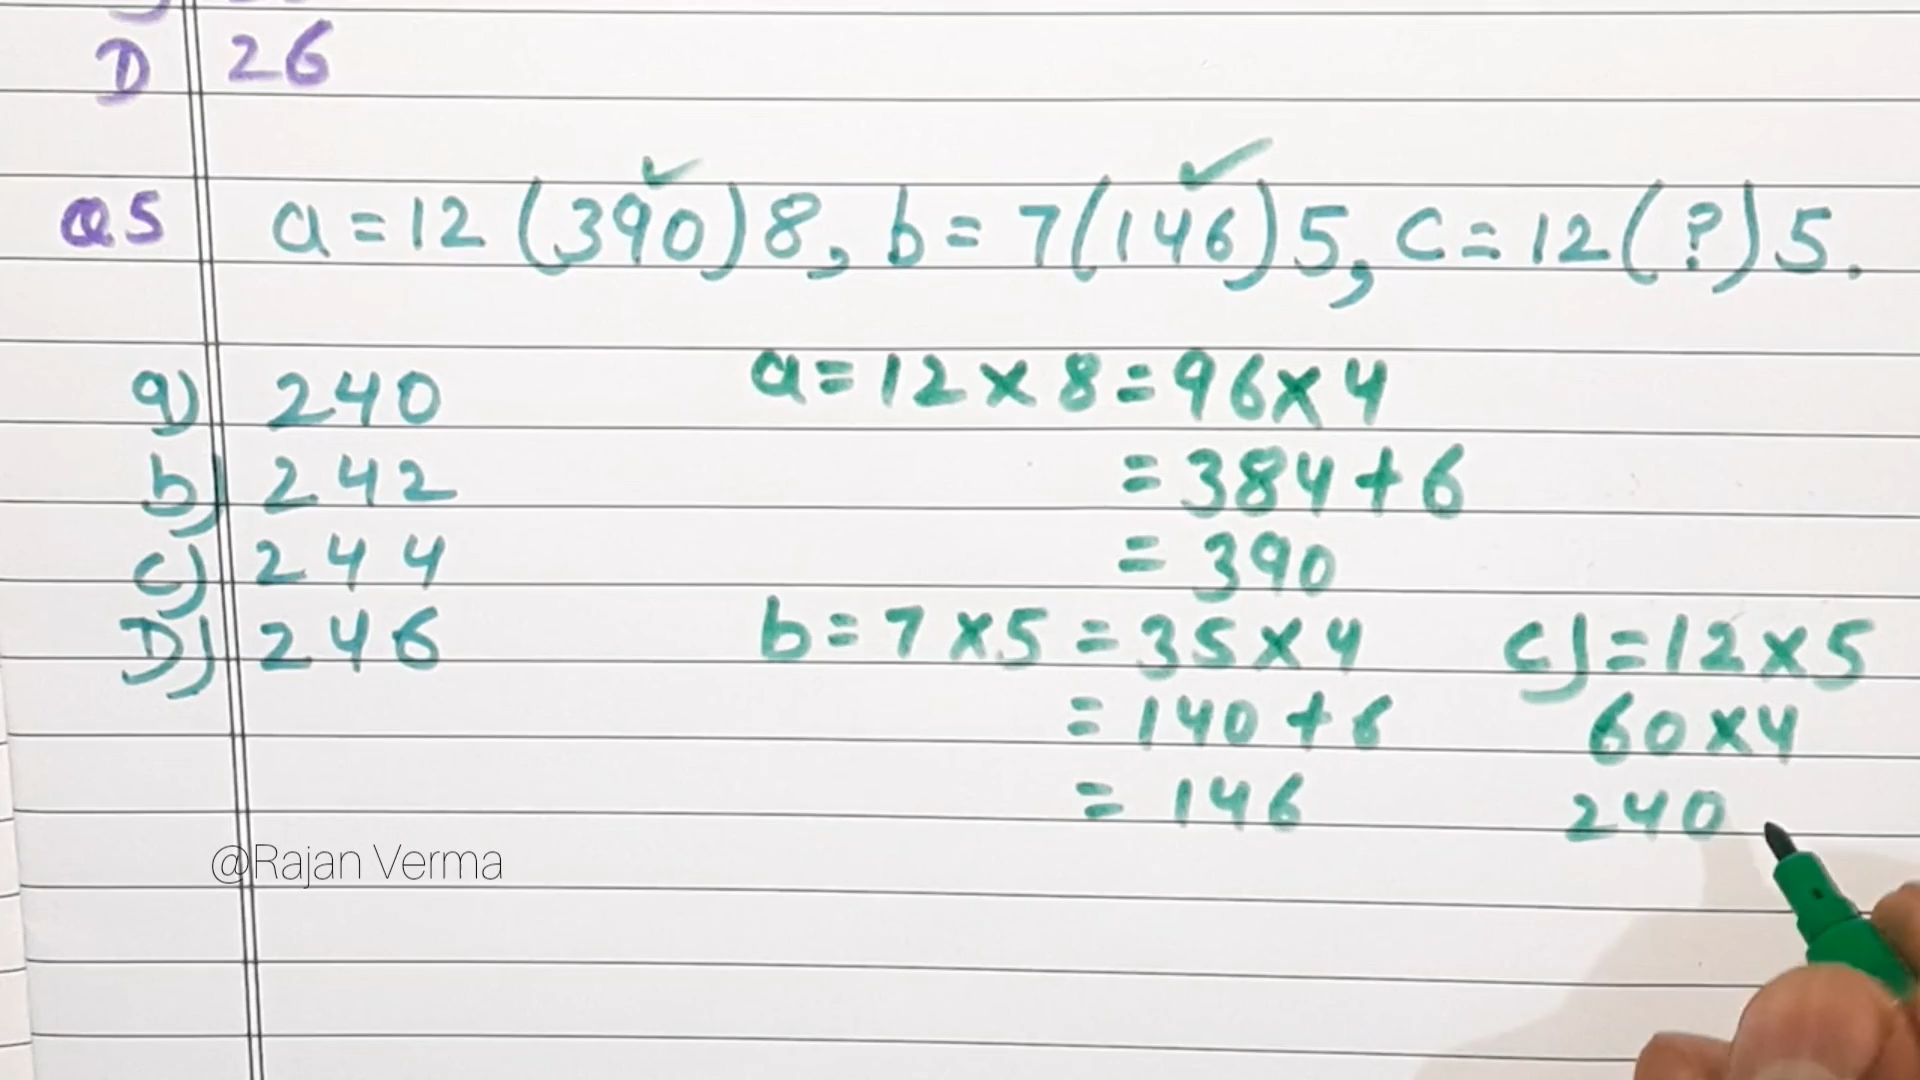 D 26
Q5 a=12(390)8, b=7(146)5, c=12(?)5.
a) 240
b) 242
c) 244
D) 246
a=12×8=96×4
=384+6
=390
b=7×5=35×4
=140+6
=146
c)=12×5
60×4
240
@Rajan Verma